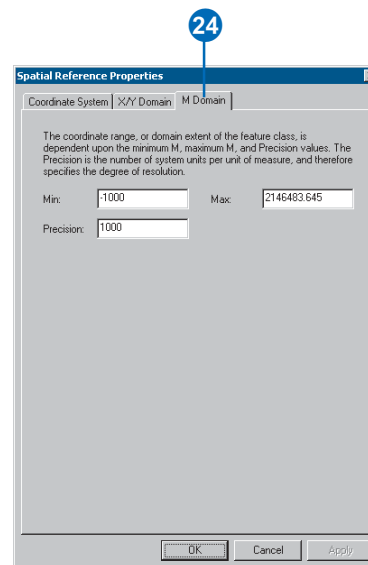 24
Spatial Reference Properties
Coordinate System X/Y Domain M Domain
The coordinate range, or domain extent of the feature class, is
dependent upon the minimum M, maximum M, and Precision values. The
Precision is the number of system units per unit of measure, and therefore
specifies the degree of resolution.
Min: -1000 Max: 2146483.645
Precision: 1000
OK Cancel Apply